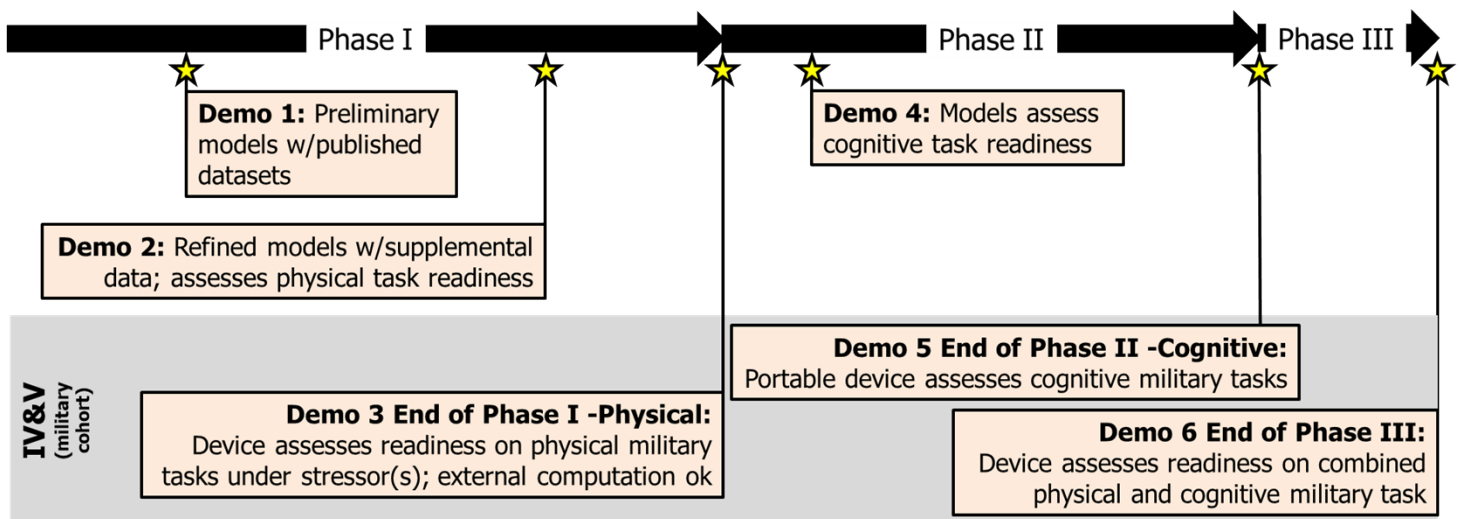 Phase I
Phase II
Phase III
Demo 1: Preliminary
models w/published
datasets
Demo 4: Models assess
cognitive task readiness
Demo 2: Refined models w/supplemental
data; assesses physical task readiness
IV&V
(military
cohort)
Demo 5 End of Phase II -Cognitive:
Portable device assesses cognitive military tasks
Demo 3 End of Phase I -Physical:
Device assesses readiness on physical military
tasks under stressor(s); external computation ok
Demo 6 End of Phase III:
Device assesses readiness on combined
physical and cognitive military task